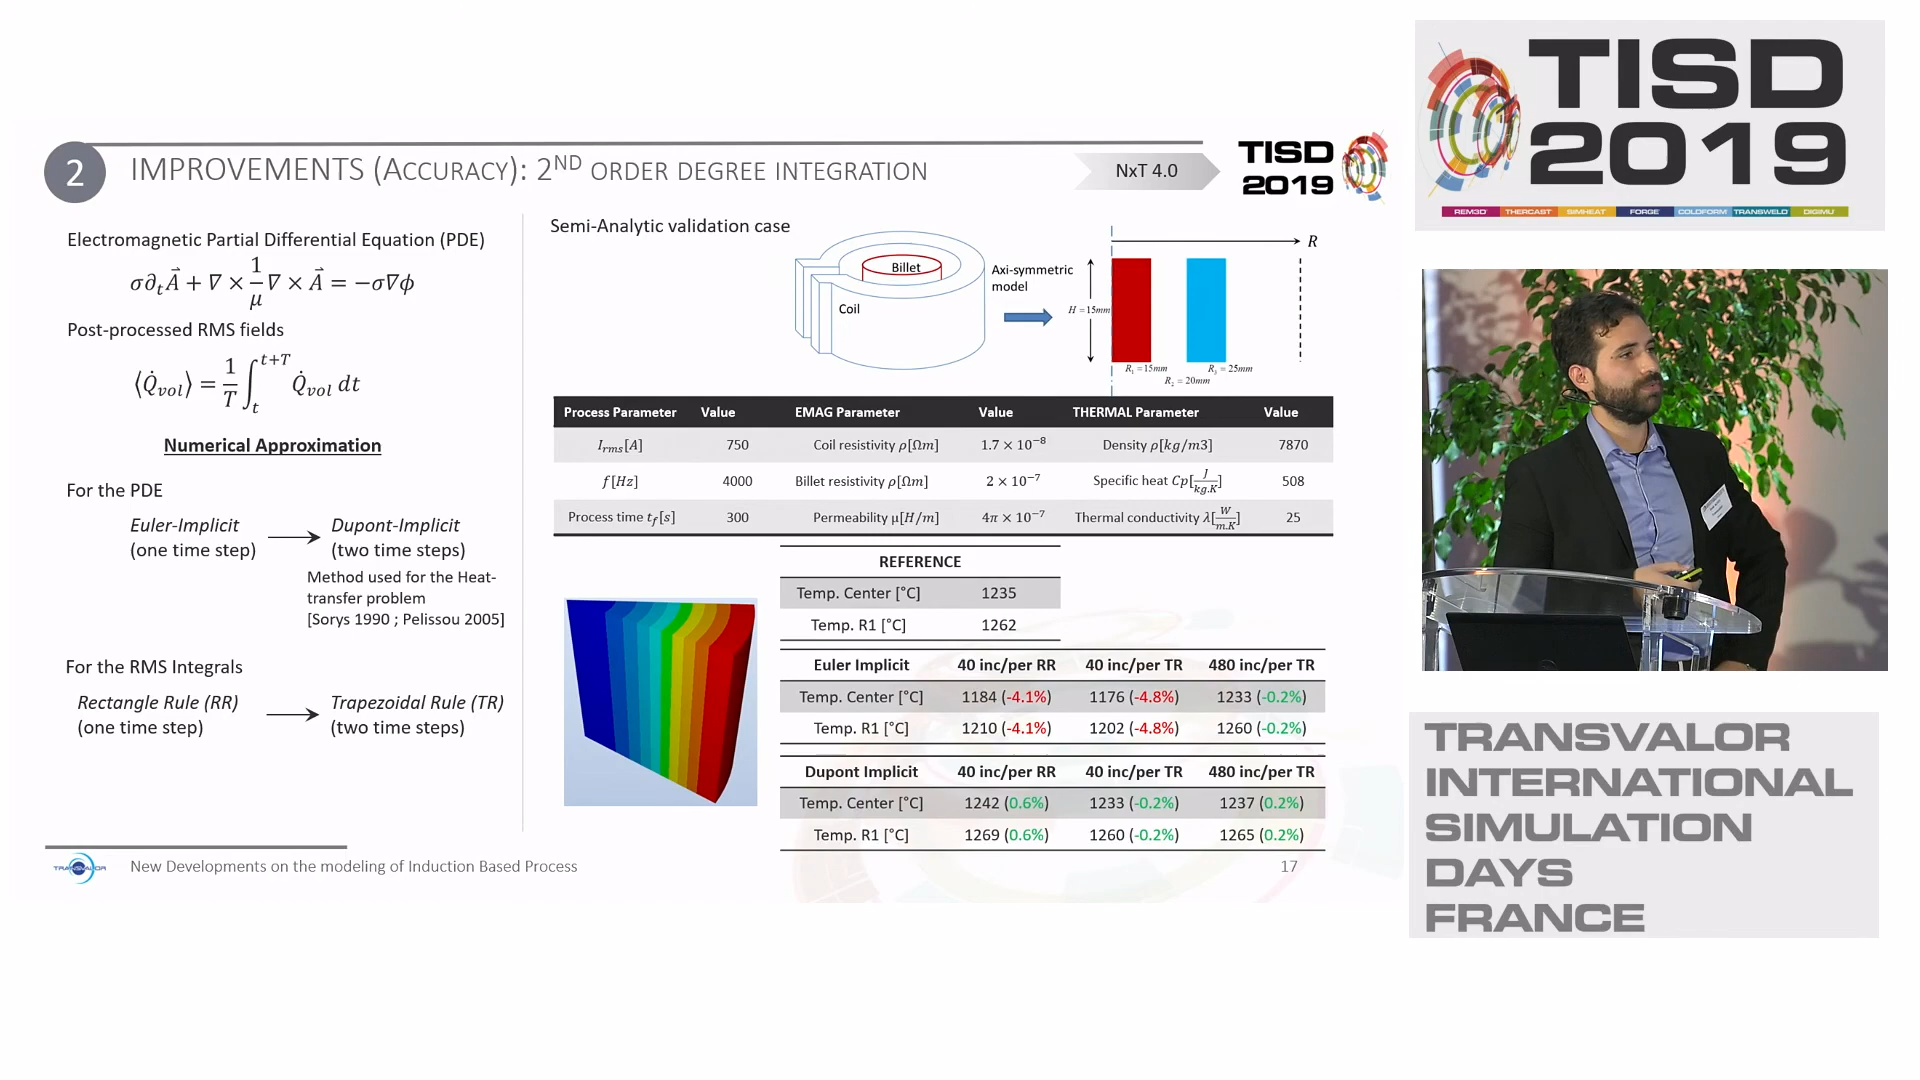 2
IMPROVEMENTS (ACCURACY): 2ND ORDER DEGREE INTEGRATION
NxT 4.0
TISD
2019
Electromagnetic Partial Differential Equation (PDE)
σ∂ₜA⃗ + ∇ × 1/μ ∇ × A⃗ = −σ∇ϕ
Post-processed RMS fields
⟨Q̇vol⟩ = 1/T ∫ₜᵗ⁺ᵀ Q̇vol dt
Numerical Approximation
For the PDE
Euler-Implicit → Dupont-Implicit
(one time step) (two time steps)
Method used for the Heat-
transfer problem
[Sorys 1990 ; Pelissou 2005]
For the RMS Integrals
Rectangle Rule (RR) → Trapezoidal Rule (TR)
(one time step) (two time steps)
Semi-Analytic validation case
Billet
Coil
Axi-symmetric
model
R
H = 15mm
R₁ = 15mm
R₂ = 20mm
R₃ = 25mm
Process Parameter Value EMAG Parameter Value THERMAL Parameter Value
Irms[A] 750 Coil resistivity ρ[Ωm] 1.7 × 10⁻⁸ Density ρ[kg/m3] 7870
f[Hz] 4000 Billet resistivity ρ[Ωm] 2 × 10⁻⁷ Specific heat Cp[J/kg.K] 508
Process time tf[s] 300 Permeability μ[H/m] 4π × 10⁻⁷ Thermal conductivity λ[W/m.K] 25
REFERENCE
Temp. Center [°C] 1235
Temp. R1 [°C] 1262
Euler Implicit 40 inc/per RR 40 inc/per TR 480 inc/per TR
Temp. Center [°C] 1184 (-4.1%) 1176 (-4.8%) 1233 (-0.2%)
Temp. R1 [°C] 1210 (-4.1%) 1202 (-4.8%) 1260 (-0.2%)
Dupont Implicit 40 inc/per RR 40 inc/per TR 480 inc/per TR
Temp. Center [°C] 1242 (0.6%) 1233 (-0.2%) 1237 (0.2%)
Temp. R1 [°C] 1269 (0.6%) 1260 (-0.2%) 1265 (0.2%)
TRANSVALOR
New Developments on the modeling of Induction Based Process
17
TISD
2019
REM3D THERCAST SIMHEAT FORGE COLDFORM TRANSWELD DIGIMU
TRANSVALOR
INTERNATIONAL
SIMULATION
DAYS
FRANCE